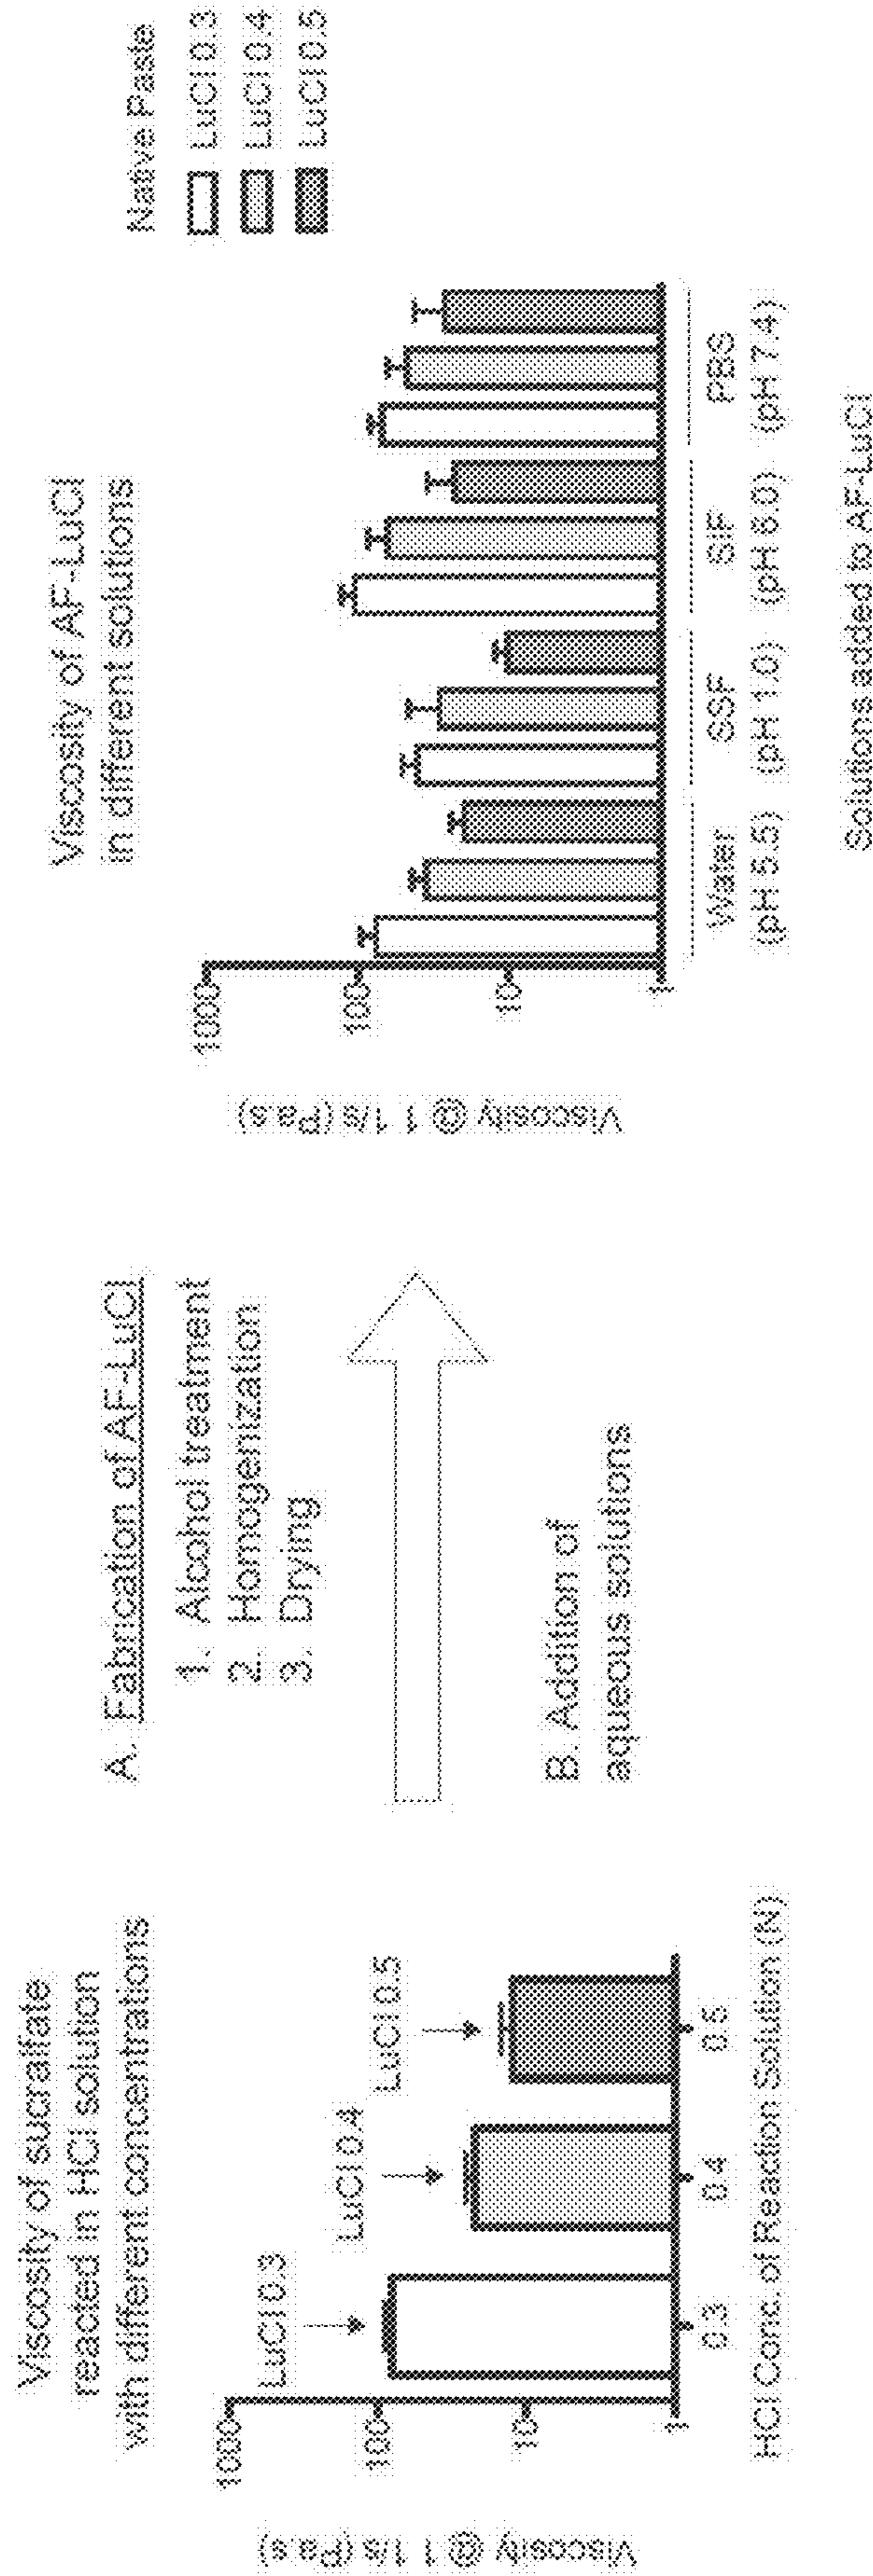 Viscosity of sucralfate
reacted in HCl solution
with different concentrations
Viscosity @ 1 1/s (Pa.s)
1000
100
10
1
LuCl 0.3
LuCl 0.4
LuCl 0.5
0.3
0.4
0.5
HCl Conc. of Reaction Solution (N)
A. Fabrication of AF-LuCl
1. Alcohol treatment
2. Homogenization
3. Drying
B. Addition of
aqueous solutions
Viscosity of AF-LuCl
in different solutions
Viscosity @ 1 1/s (Pa.s)
1000
100
10
1
Water
(pH 5.5)
SSF
(pH 1.0)
SIF
(pH 6.0)
PBS
(pH 7.4)
Solutions added to AF-LuCl
Native Paste
LuCl 0.3
LuCl 0.4
LuCl 0.5